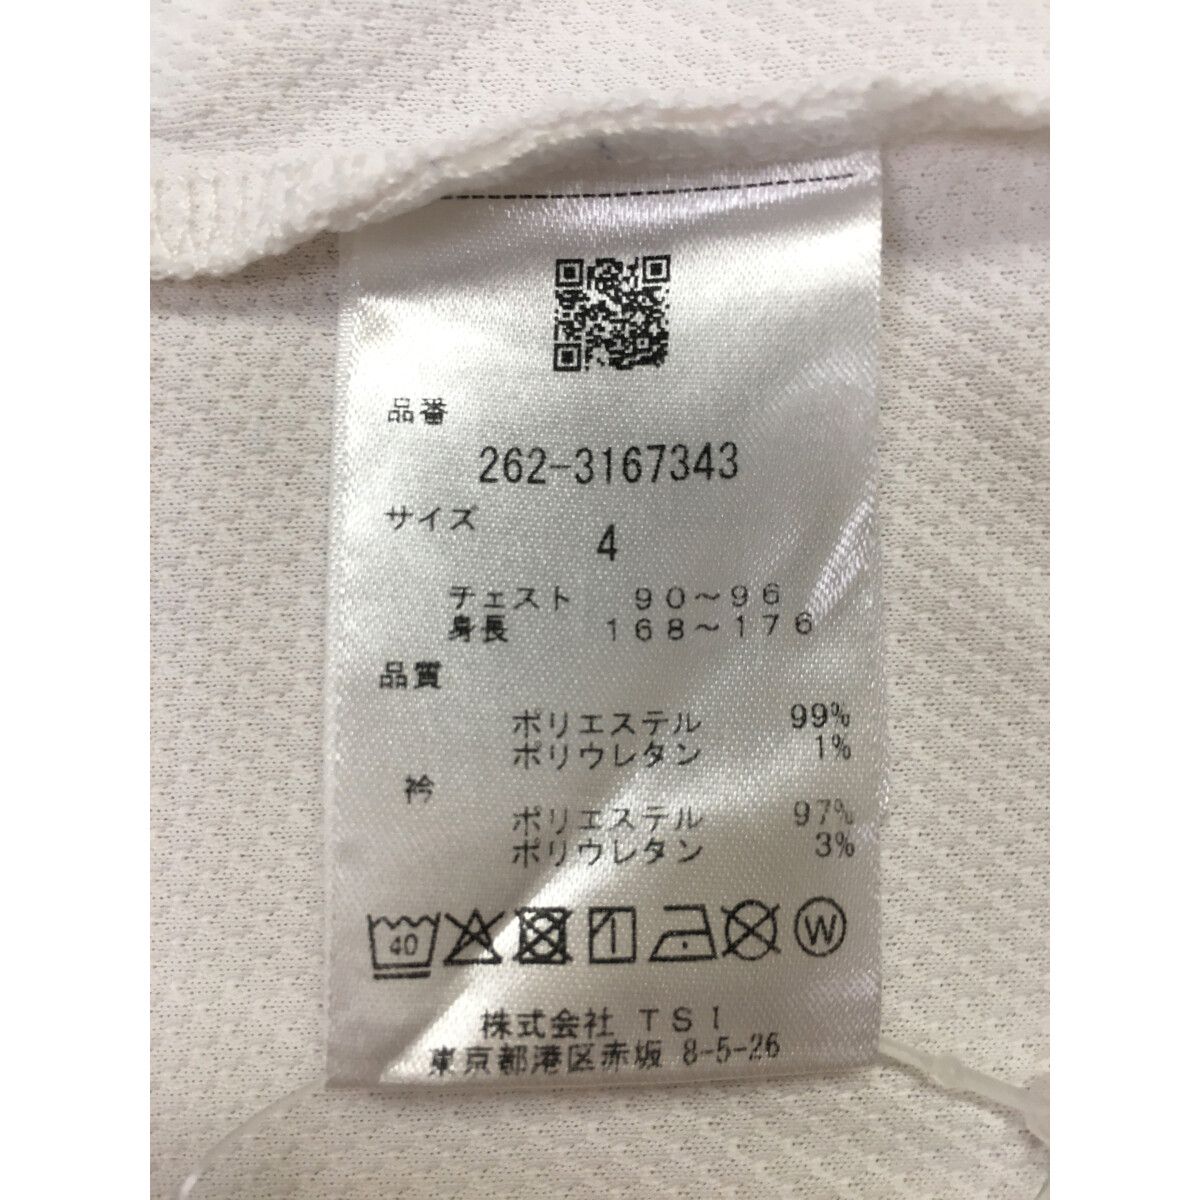 品番
262-3167343
サイズ
4
チェスト 90～96
身長 168～176
品質
ポリエステル 99%
ポリウレタン 1%
衿
ポリエステル 97%
ポリウレタン 3%
40 W
株式会社 TSI
東京都港区赤坂 8-5-26